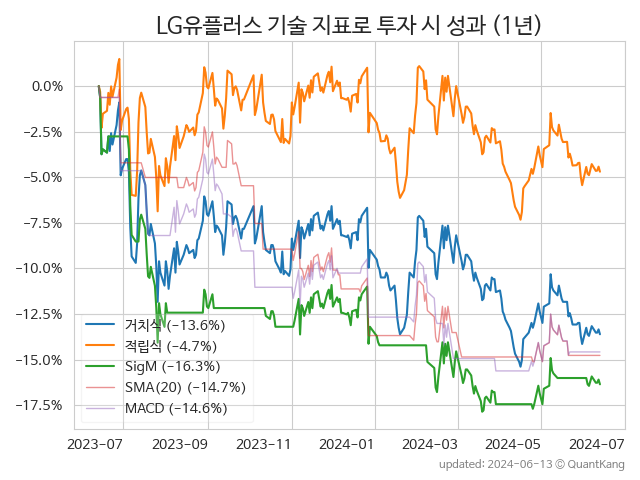 LG유플러스 기술 지표로 투자 시 성과 (1년)
0.0%
−2.5%
−5.0%
−7.5%
−10.0%
−12.5%
−15.0%
−17.5%
거치식 (−13.6%)
적립식 (−4.7%)
SigM (−16.3%)
SMA(20) (−14.7%)
MACD (−14.6%)
2023-07 2023-09 2023-11 2024-01 2024-03 2024-05 2024-07
updated: 2024-06-13 ⓒ QuantKang